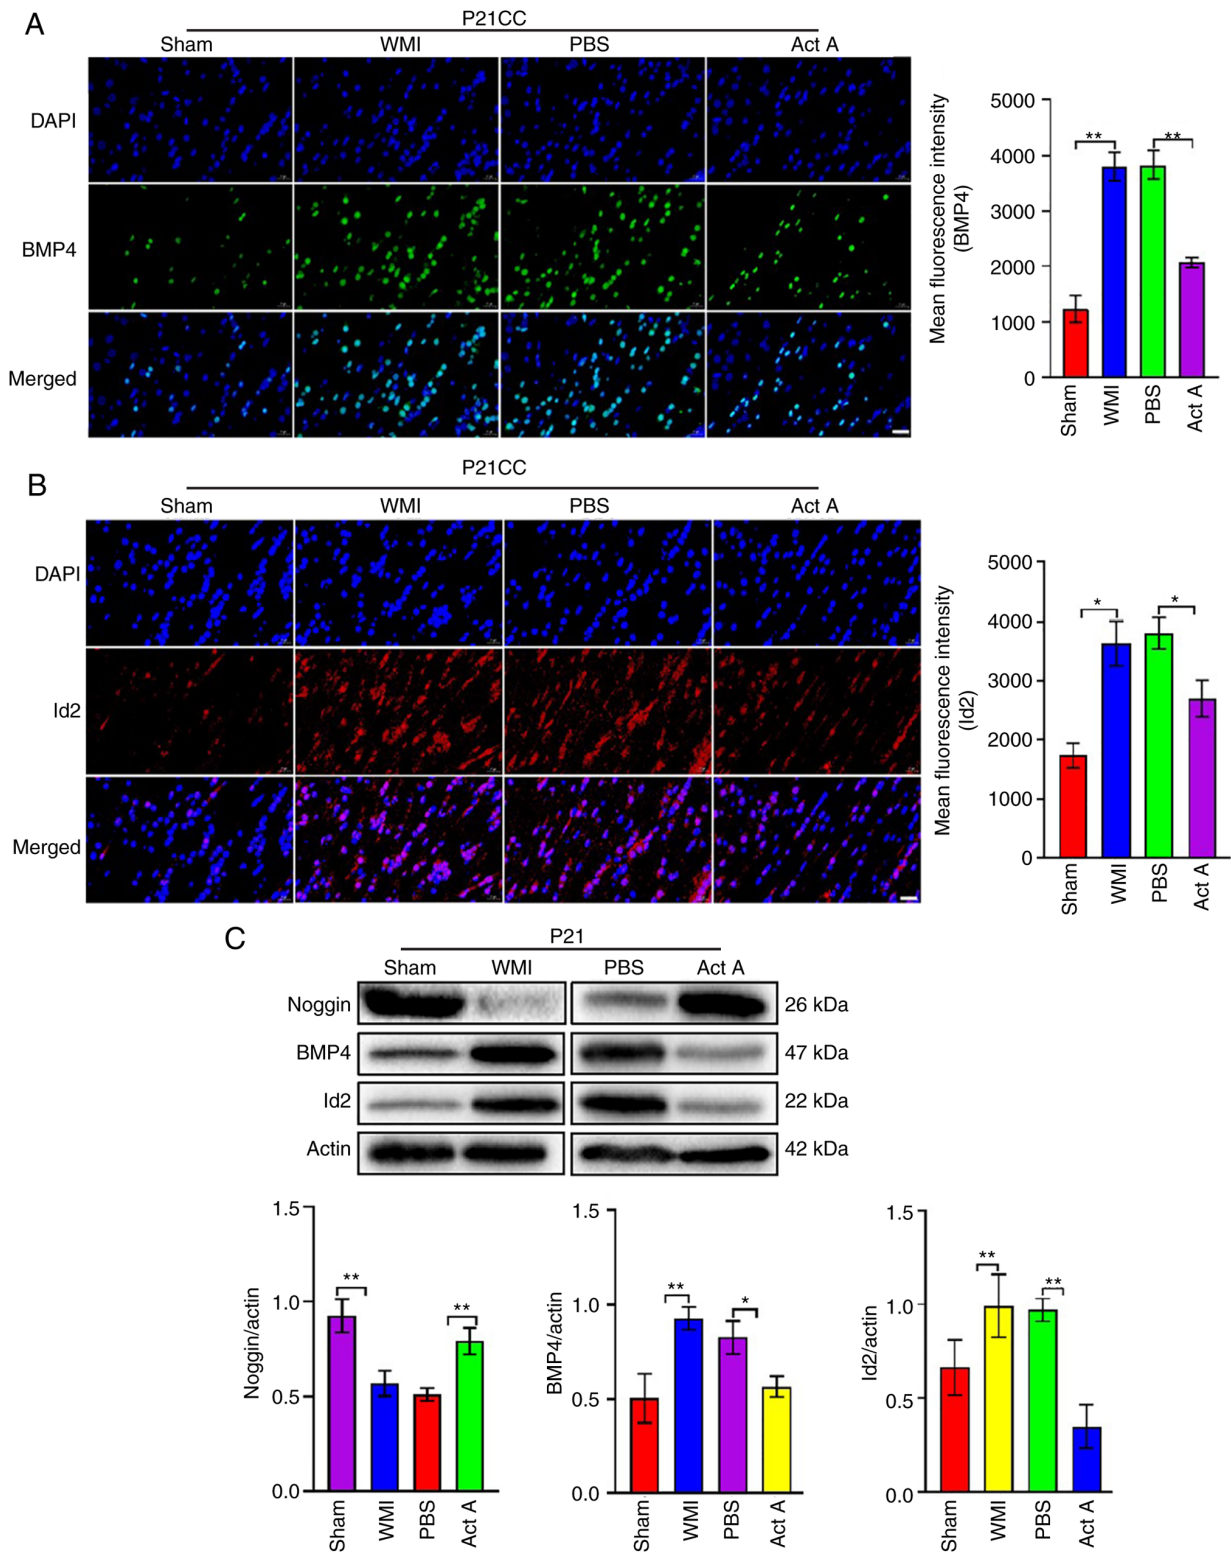 A
P21CC
Sham WMI PBS Act A
DAPI
BMP4
Merged
Mean fluorescence intensity
(BMP4)
5000
4000
3000
2000
1000
0
** **
Sham WMI PBS Act A
B
P21CC
Sham WMI PBS Act A
DAPI
Id2
Merged
Mean fluorescence intensity
(Id2)
5000
4000
3000
2000
1000
0
* *
Sham WMI PBS Act A
C
P21
Sham WMI PBS Act A
Noggin 26 kDa
BMP4 47 kDa
Id2 22 kDa
Actin 42 kDa
Noggin/actin
1.5
1.0
0.5
0.0
** **
Sham WMI PBS Act A
BMP4/actin
1.5
1.0
0.5
0.0
** *
Sham WMI PBS Act A
Id2/actin
1.5
1.0
0.5
0.0
** **
Sham WMI PBS Act A